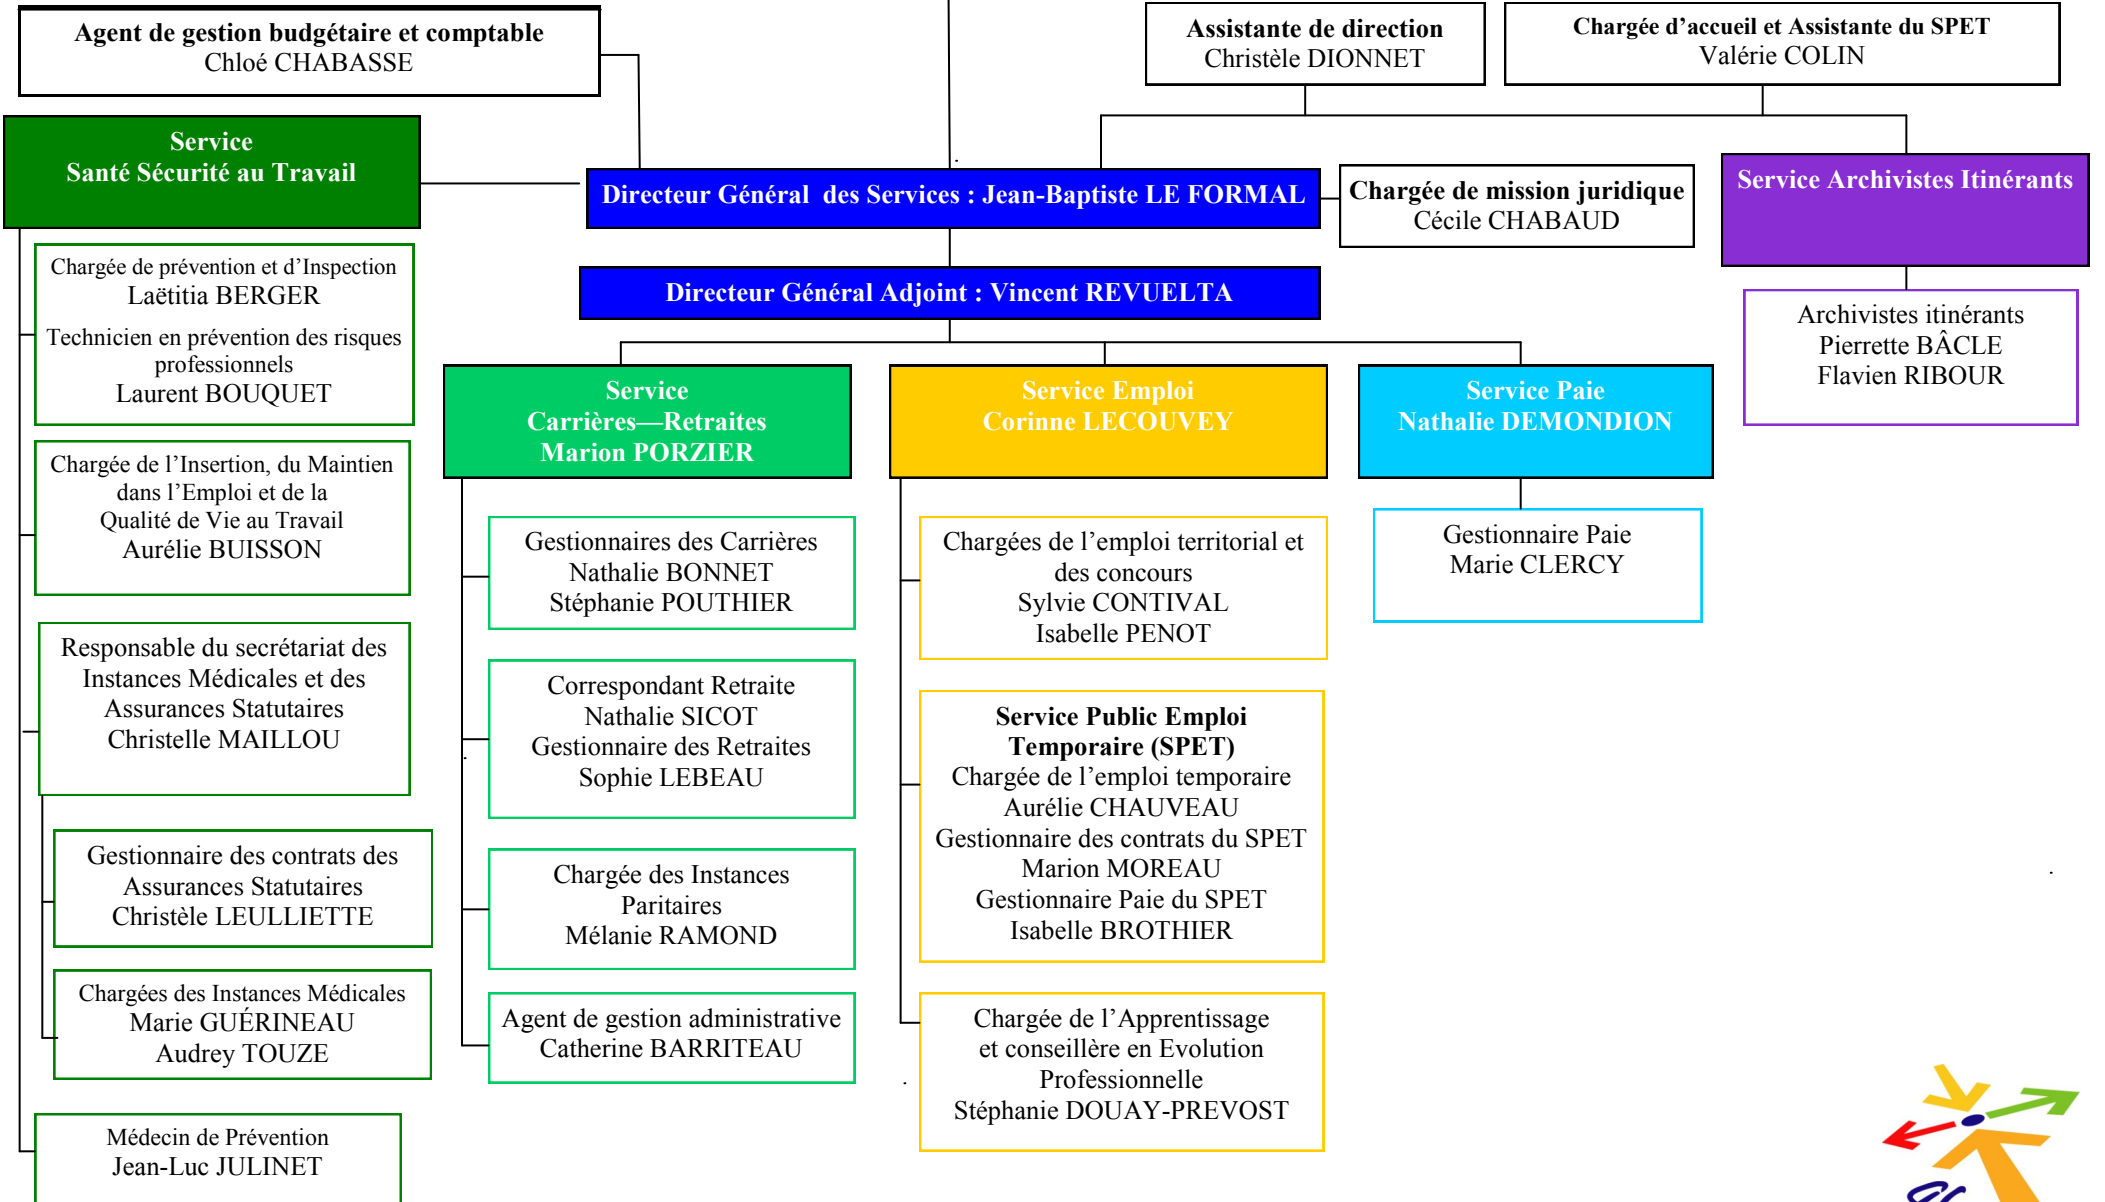 Agent de gestion budgétaire et comptable
Chloé CHABASSE
Assistante de direction
Christèle DIONNET
Chargée d’accueil et Assistante du SPET
Valérie COLIN
Service
Santé Sécurité au Travail
Directeur Général des Services : Jean-Baptiste LE FORMAL
Chargée de mission juridique
Cécile CHABAUD
Service Archivistes Itinérants
Directeur Général Adjoint : Vincent REVUELTA
Archivistes itinérants
Pierrette BÂCLE
Flavien RIBOUR
Chargée de prévention et d’Inspection
Laëtitia BERGER
Technicien en prévention des risques
professionnels
Laurent BOUQUET
Chargée de l’Insertion, du Maintien
dans l’Emploi et de la
Qualité de Vie au Travail
Aurélie BUISSON
Responsable du secrétariat des
Instances Médicales et des
Assurances Statutaires
Christelle MAILLOU
Gestionnaire des contrats des
Assurances Statutaires
Christèle LEULLIETTE
Chargées des Instances Médicales
Marie GUÉRINEAU
Audrey TOUZE
Médecin de Prévention
Jean-Luc JULINET
Service
Carrières—Retraites
Marion PORZIER
Gestionnaires des Carrières
Nathalie BONNET
Stéphanie POUTHIER
Correspondant Retraite
Nathalie SICOT
Gestionnaire des Retraites
Sophie LEBEAU
Chargée des Instances
Paritaires
Mélanie RAMOND
Agent de gestion administrative
Catherine BARRITEAU
Service Emploi
Corinne LECOUVEY
Chargées de l’emploi territorial et
des concours
Sylvie CONTIVAL
Isabelle PENOT
Service Public Emploi
Temporaire (SPET)
Chargée de l’emploi temporaire
Aurélie CHAUVEAU
Gestionnaire des contrats du SPET
Marion MOREAU
Gestionnaire Paie du SPET
Isabelle BROTHIER
Chargée de l’Apprentissage
et conseillère en Evolution
Professionnelle
Stéphanie DOUAY-PREVOST
Service Paie
Nathalie DEMONDION
Gestionnaire Paie
Marie CLERCY